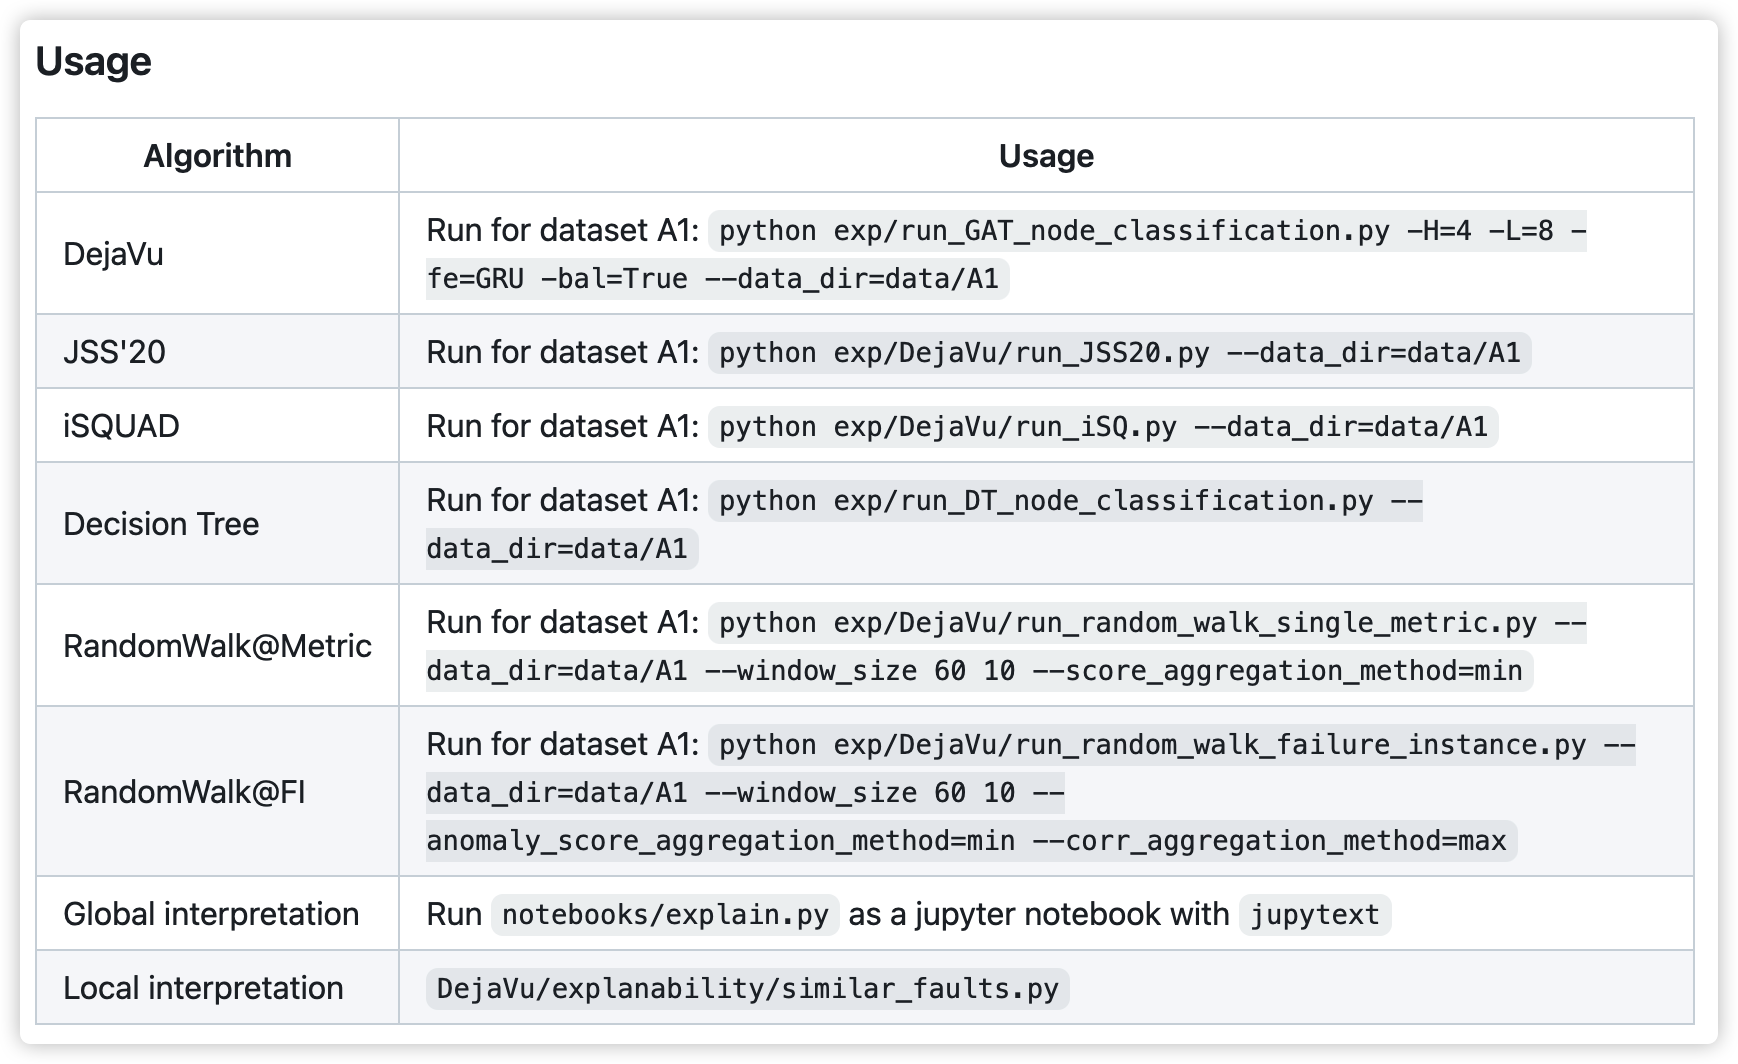 Usage
Algorithm
Usage
DejaVu
Run for dataset A1: python exp/run_GAT_node_classification.py -H=4 -L=8 -
fe=GRU -bal=True --data_dir=data/A1
JSS'20
Run for dataset A1: python exp/DejaVu/run_JSS20.py --data_dir=data/A1
iSQUAD
Run for dataset A1: python exp/DejaVu/run_iSQ.py --data_dir=data/A1
Decision Tree
Run for dataset A1: python exp/run_DT_node_classification.py --
data_dir=data/A1
RandomWalk@Metric
Run for dataset A1: python exp/DejaVu/run_random_walk_single_metric.py --
data_dir=data/A1 --window_size 60 10 --score_aggregation_method=min
RandomWalk@FI
Run for dataset A1: python exp/DejaVu/run_random_walk_failure_instance.py --
data_dir=data/A1 --window_size 60 10 --
anomaly_score_aggregation_method=min --corr_aggregation_method=max
Global interpretation
Run notebooks/explain.py as a jupyter notebook with jupytext
Local interpretation
DejaVu/explanability/similar_faults.py